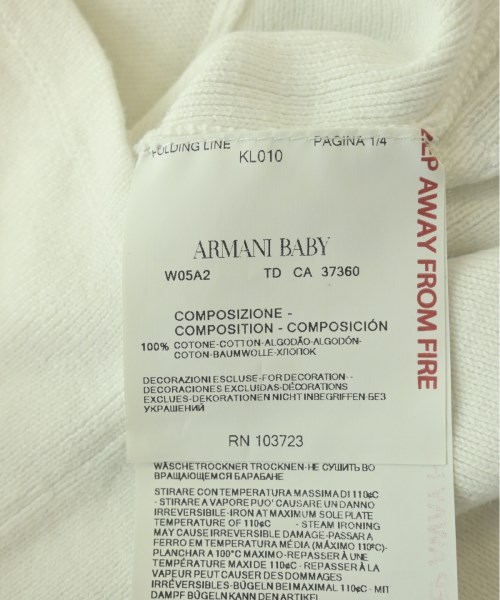 FOLDING LINE PAGINA 1/4
KL010
ARMANI BABY
W05A2 TD CA 37360
COMPOSIZIONE -
COMPOSITION - COMPOSICIÓN
100% COTONE-COTTON-ALGODÃO-ALGODÓN-
COTON-BAUMWOLLE-ХЛОПОК
DECORAZIONI ESCLUSE-FOR DECORATION--
DECORACIONES EXCLUIDAS-DÉCORATIONS
EXCLUES-DEKORATIONEN NICHT INBEGRIFFEN-БЕЗ
УКРАШЕНИЙ
RN 103723
AWAY FROM FIRE
WÄSCHETROCKNER TROCKNEN-НЕ СУШИТЬ ВО
ВРАЩАЮЩЕМСЯ БАРАБАНЕ
STIRARE CON TEMPERATURA MASSIMA DI 110¢C
- STIRARE A VAPORE PUO' CAUSARE UN DANNO
IRREVERSIBILE-IRON AT MAXIMUM SOLE PLATE
TEMPERATURE OF 110¢C - STEAM IRONING
MAY CAUSE IRREVERSIBLE DAMAGE-PASSAR A
FERRO EM TEMPERATURA MÉDIA (MÁXIMO 110ºC)-
PLANCHAR A 100°C MAXIMO-REPASSER À UNE
TEMPÉRATURE MAXI DE 110¢C - REPASSER À LA
VAPEUR PEUT CAUSER DES DOMMAGES
IRRÉVERSIBLES-BÜGELN BEI MAXIMAL 110¢C - MIT
DAMPF BÜGELN KANN DEN ARTIKEL